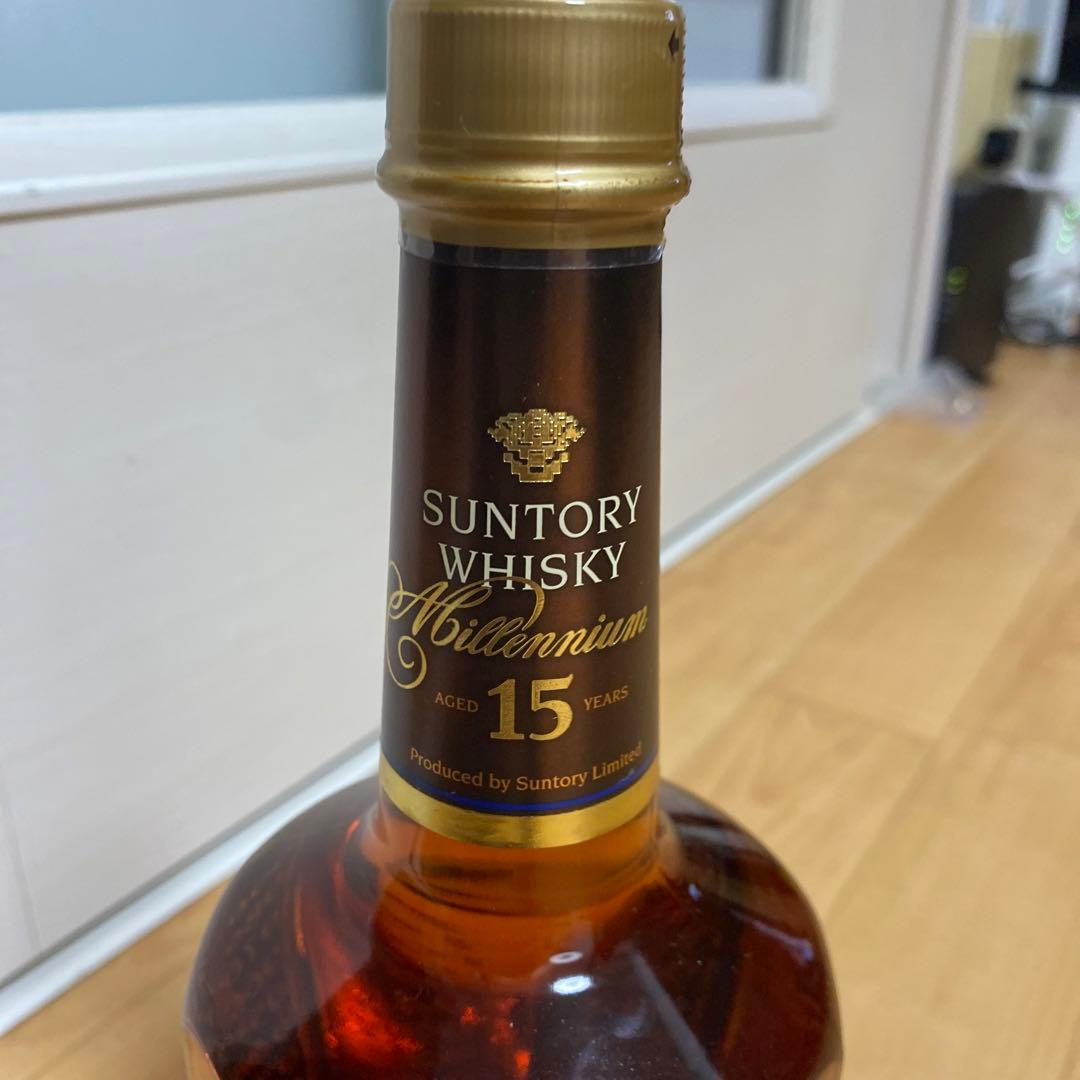 SUNTORY
WHISKY
Millennium
AGED 15 YEARS
Produced by Suntory Limited